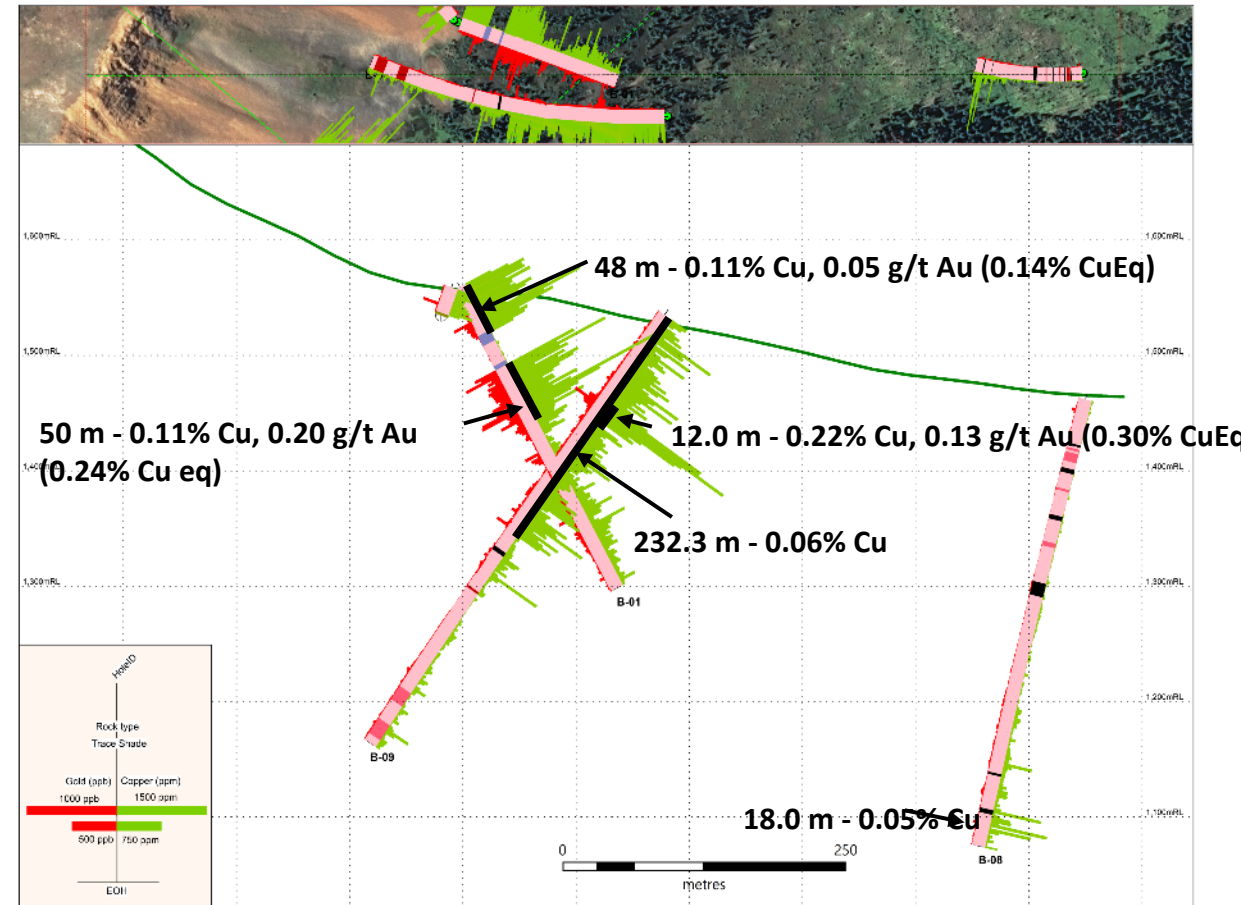 1,600mRL
1,600mRL
48 m - 0.11% Cu, 0.05 g/t Au (0.14% CuEq)
1,500mRL
1,500mRL
50 m - 0.11% Cu, 0.20 g/t Au
(0.24% Cu eq)
12.0 m - 0.22% Cu, 0.13 g/t Au (0.30% CuEq
1,400mRL
1,400mRL
232.3 m - 0.06% Cu
1,300mRL
1,300mRL
B-01
1,200mRL
1,200mRL
B-09
18.0 m - 0.05% Cu
1,100mRL
B-08
HoleID
Rock type
Trace Shade
Gold (ppb) Copper (ppm)
1000 ppb 1500 ppm
500 ppb 750 ppm
EOH
0 250
metres